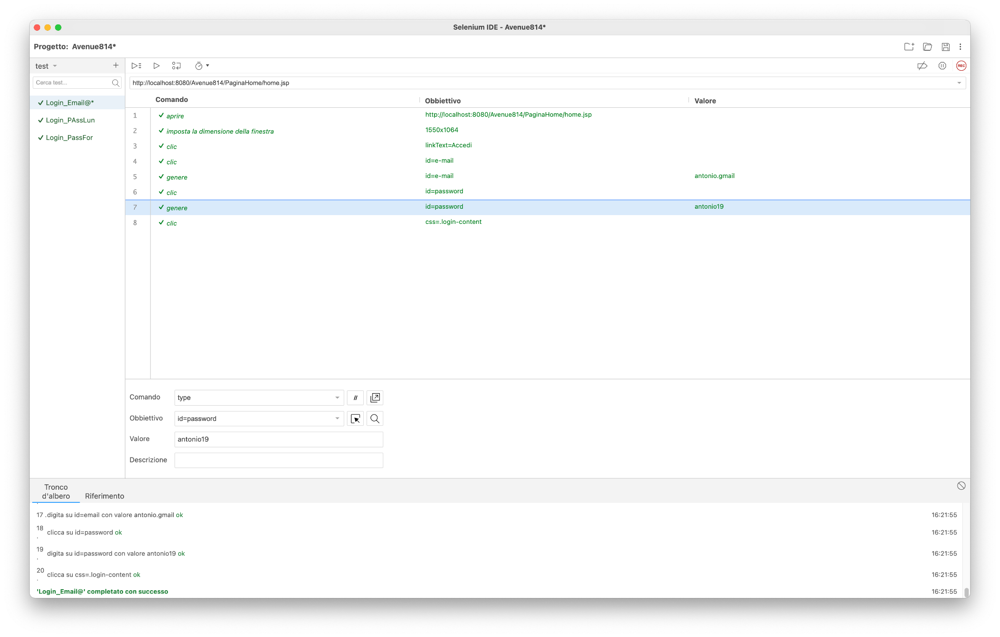 Selenium IDE - Avenue814*
Progetto: Avenue814*
test
REC
Cerca test...
http://localhost:8080/Avenue814/PaginaHome/home.jsp
Login_Email@*
Login_PAssLun
Login_PassFor
Comando Obbiettivo Valore
1 aprire http://localhost:8080/Avenue814/PaginaHome/home.jsp
2 imposta la dimensione della finestra 1550x1064
3 clic linkText=Accedi
4 clic id=e-mail
5 genere id=e-mail antonio.gmail
6 clic id=password
7 genere id=password antonio19
8 clic css=.login-content
Comando type //
Obbiettivo id=password
Valore antonio19
Descrizione
Tronco
d'albero
Riferimento
17 . digita su id=email con valore antonio.gmail ok 16:21:55
18 . clicca su id=password ok 16:21:55
19 . digita su id=password con valore antonio19 ok 16:21:55
20 . clicca su css=.login-content ok 16:21:55
'Login_Email@' completato con successo 16:21:55